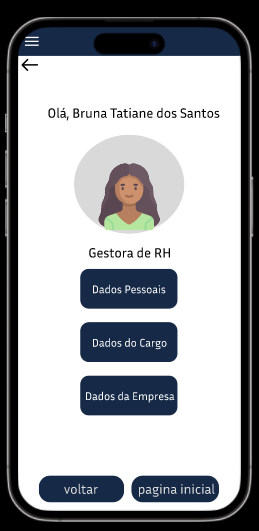 Olá, Bruna Tatiane dos Santos
Gestora de RH
Dados Pessoais
Dados do Cargo
Dados da Empresa
voltar
pagina inicial